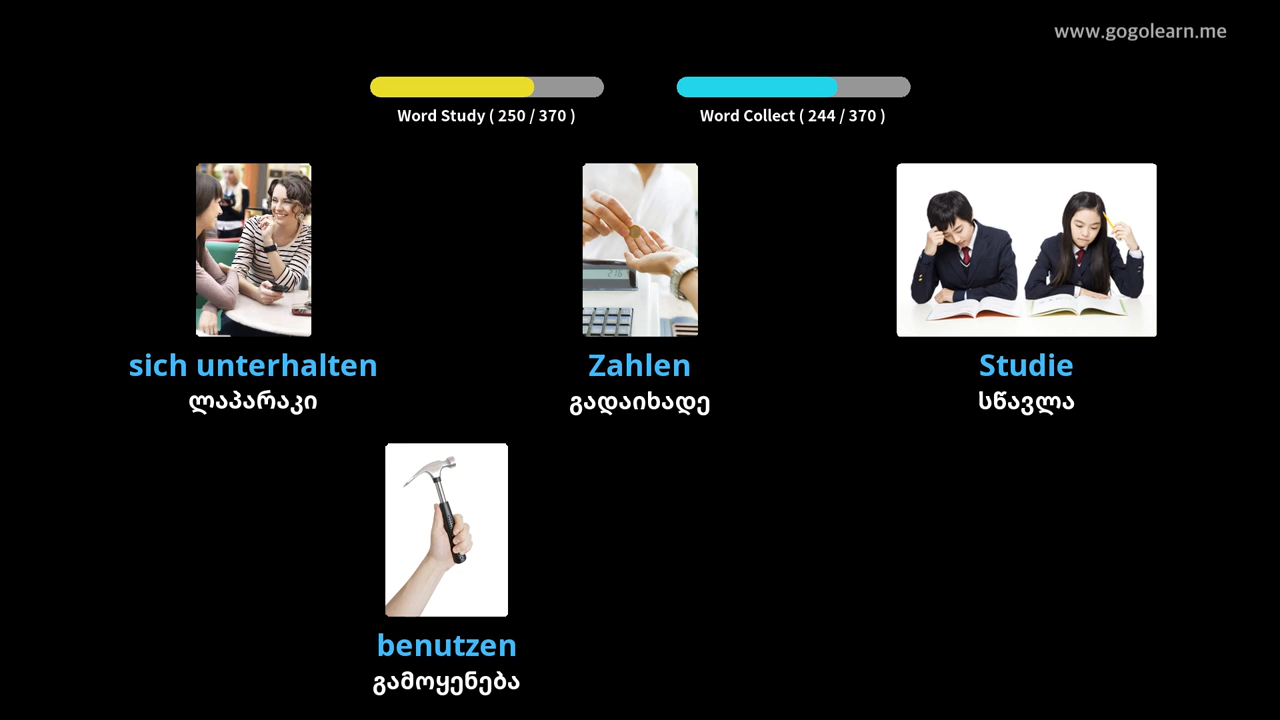 www.gogolearn.me
Word Study ( 250 / 370 )
Word Collect ( 244 / 370 )
sich unterhalten
ლაპარაკი
Zahlen
გადაიხადე
Studie
სწავლა
benutzen
გამოყენება